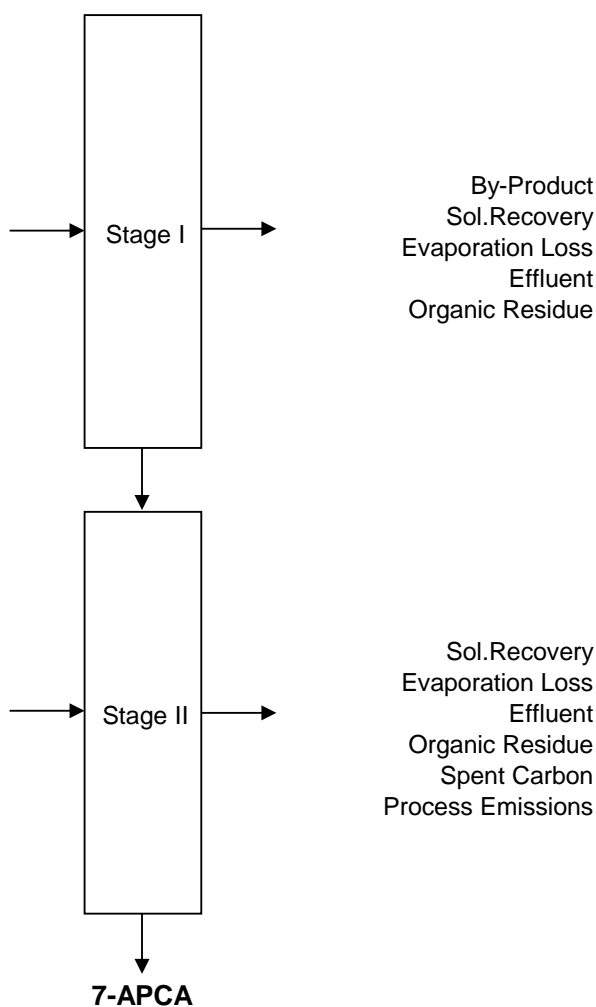 Stage I
By-Product
Sol.Recovery
Evaporation Loss
Effluent
Organic Residue
Stage II
Sol.Recovery
Evaporation Loss
Effluent
Organic Residue
Spent Carbon
Process Emissions
7-APCA